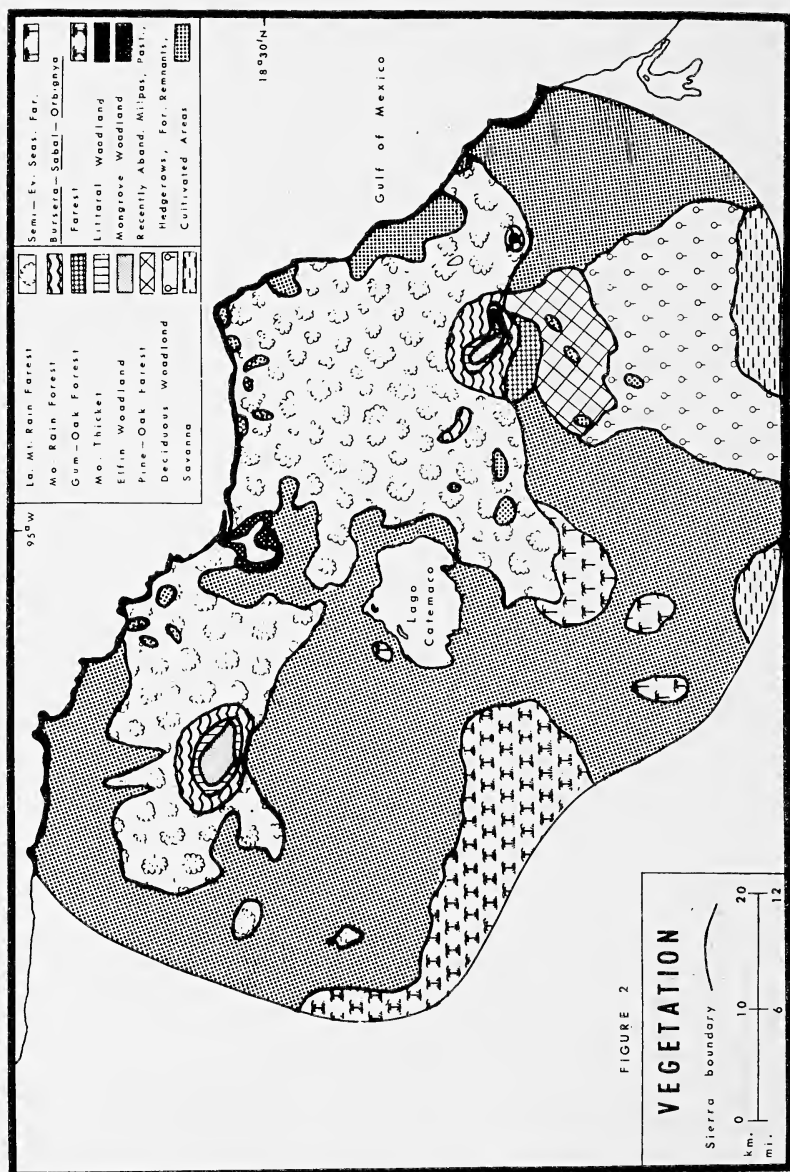 La. Mt. Rain Forest
Mo Rain Forest
Gum–Oak Forest
Mo. Thicket
Elfin Woodland
Pine–Oak Forest
Deciduous Woodland
Savanna
Semi–Ev. Seas. For.
Bursera–Sabal–Orbignya
Forest
Littoral Woodland
Mangrove Woodland
Recently Aband. Milpas, Past.,
Hedgerows, For. Remnants,
Cultivated Areas
95°W
18°30'N
Gulf of Mexico
Lago
Catemaco
FIGURE 2
VEGETATION
Sierra boundary
km. 0 10 20
mi. 6 12